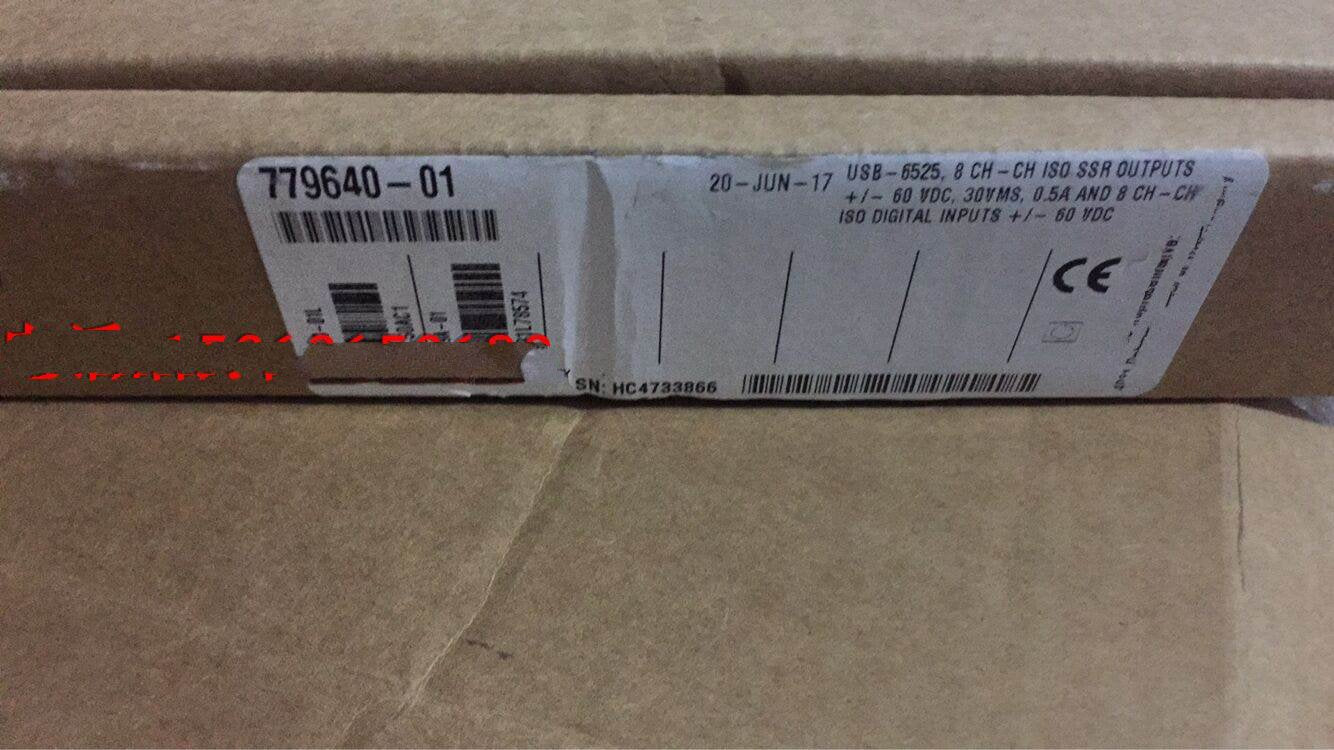 779640-01
20-JUN-17
USB-6525, 8 CH-CH ISO SSR OUTPUTS
+/- 60 VDC, 30VMS, 0.5A AND 8 CH-CH
ISO DIGITAL INPUTS +/- 60 VDC
CE
SN: HC4733866